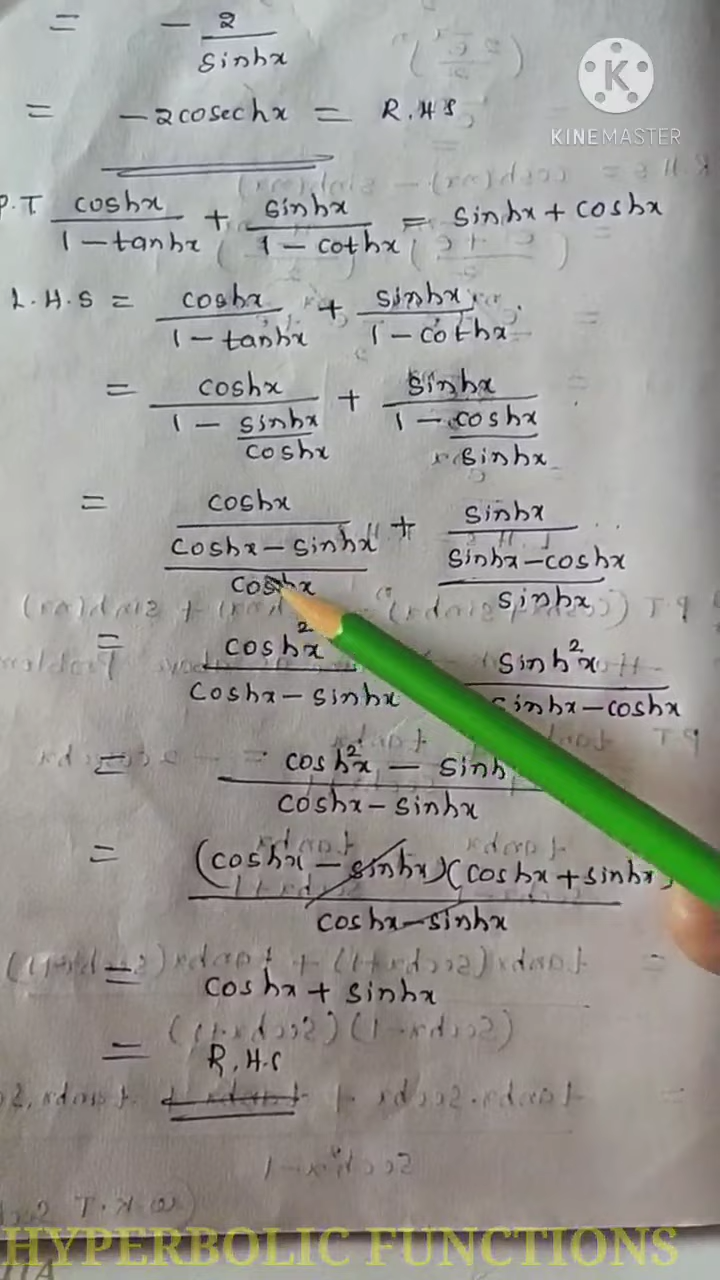 = - 2 / sinhx
K
KINEMASTER
= -2cosechx = R.H.S
P.T coshx / 1 - tanhx + sinhx / 1 - cothx = sinhx + coshx
L.H.S = coshx / 1 - tanhx + sinhx / 1 - cothx
= coshx / 1 - sinhx / coshx + sinhx / 1 - coshx / sinhx
= coshx / coshx - sinhx / coshx + sinhx / sinhx - coshx / sinhx
= cosh²x / coshx - sinhx sinh²x / sinhx - coshx
= cosh²x - sinh / coshx - sinhx
= (coshx - sinhx)(coshx + sinhx) / coshx - sinhx
= coshx + sinhx
= R.H.S
HYPERBOLIC FUNCTIONS